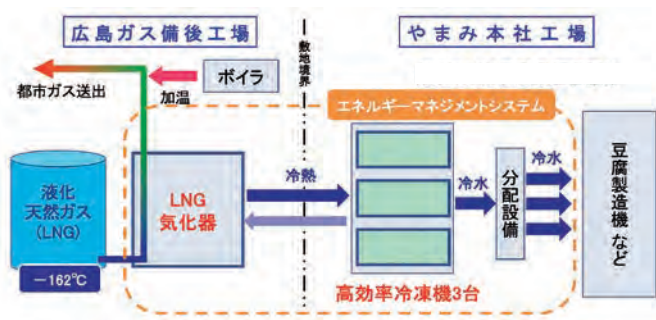 広島ガス備後工場
やまみ本社工場
敷地境界
都市ガス送出
加温
ボイラ
エネルギーマネジメントシステム
液化
天然ガス
(LNG)
−162℃
LNG
気化器
冷熱
冷水
分配設備
冷水
豆腐製造機 など
高効率冷凍機3台